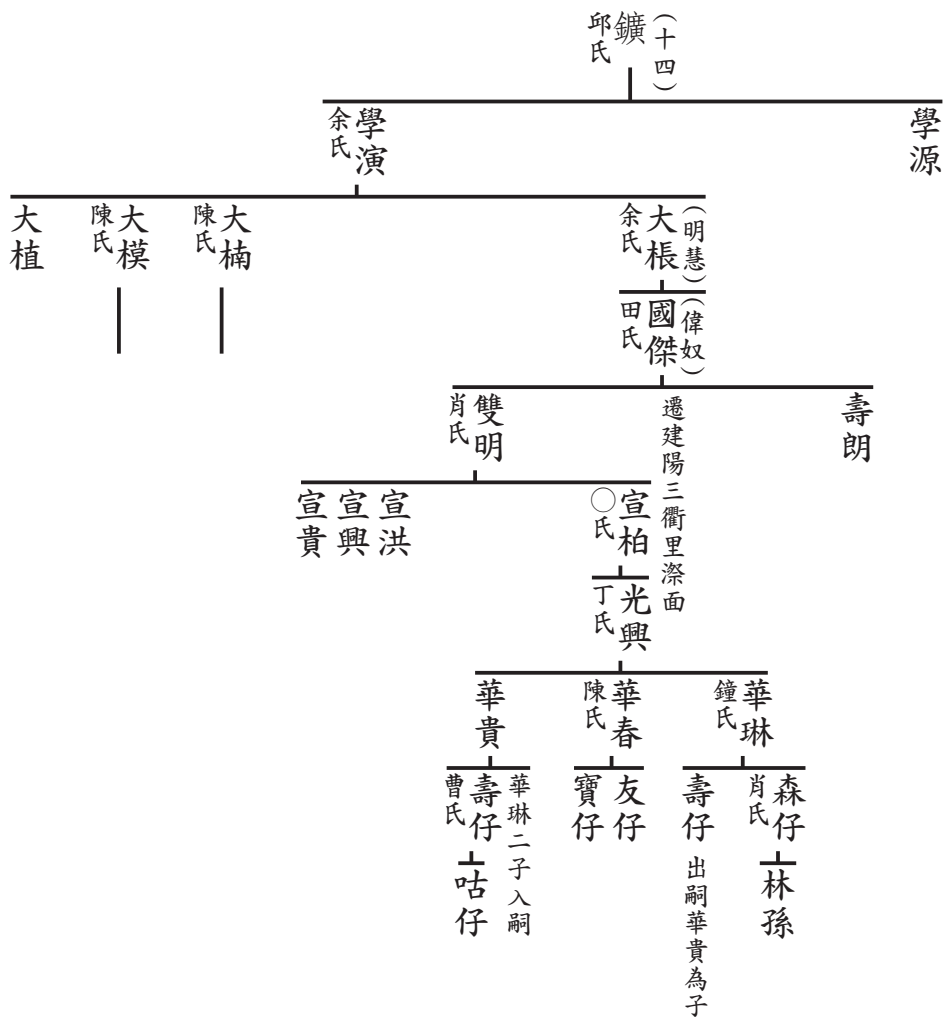 (十四)
鑛
邱氏
學源
學演
余氏
(明慧)
大棖
余氏
大楠
陳氏
大模
陳氏
大植
(偉奴)
國傑
田氏
壽朗
遷建陽三衢里漈面
雙明
肖氏
宣柏
○氏
宣洪
宣興
宣貴
光興
丁氏
華琳
鐘氏
華春
陳氏
華貴
森仔
肖氏
壽仔 出嗣華貴為子
友仔
寶仔
華琳二子入嗣
壽仔
曹氏
林孫
咕仔